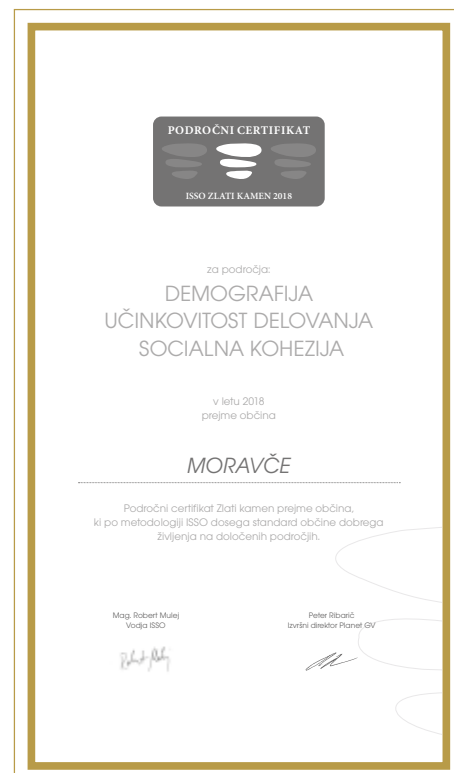 PODROČNI CERTIFIKAT
ISSO ZLATI KAMEN 2018
za področja:
DEMOGRAFIJA
UČINKOVITOST DELOVANJA
SOCIALNA KOHEZIJA
v letu 2018
prejme občina
MORAVČE
Področni certifikat Zlati kamen prejme občina,
ki po metodologiji ISSO dosega standard občine dobrega
življenja na določenih področjih.
Mag. Robert Mulej
Vodja ISSO
Peter Ribarič
Izvršni direktor Planet GV